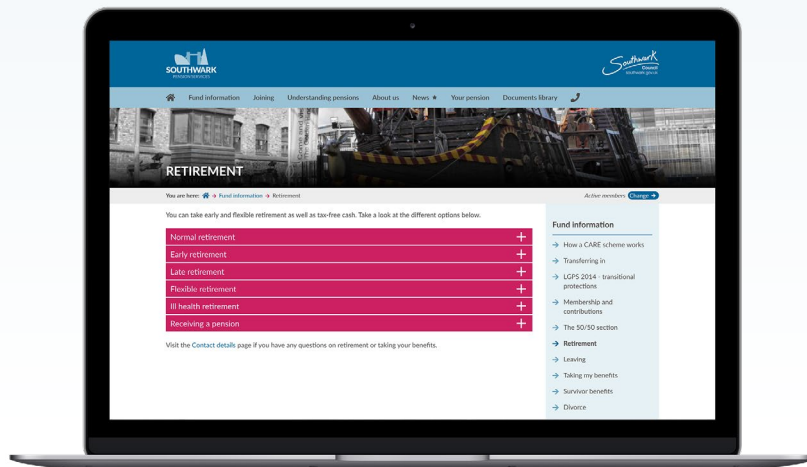 SOUTHWARK
PENSION SERVICES
Southwark
Council
southwark.gov.uk
Fund information Joining Understanding pensions About us News Your pension Documents library
RETIREMENT
You are here: → Fund information → Retirement
Active members Change →
You can take early and flexible retirement as well as tax-free cash. Take a look at the different options below.
Normal retirement +
Early retirement +
Late retirement +
Flexible retirement +
Ill health retirement +
Receiving a pension +
Visit the Contact details page if you have any questions on retirement or taking your benefits.
Fund information
→ How a CARE scheme works
→ Transferring in
→ LGPS 2014 - transitional
protections
→ Membership and
contributions
→ The 50/50 section
→ Retirement
→ Leaving
→ Taking my benefits
→ Survivor benefits
→ Divorce